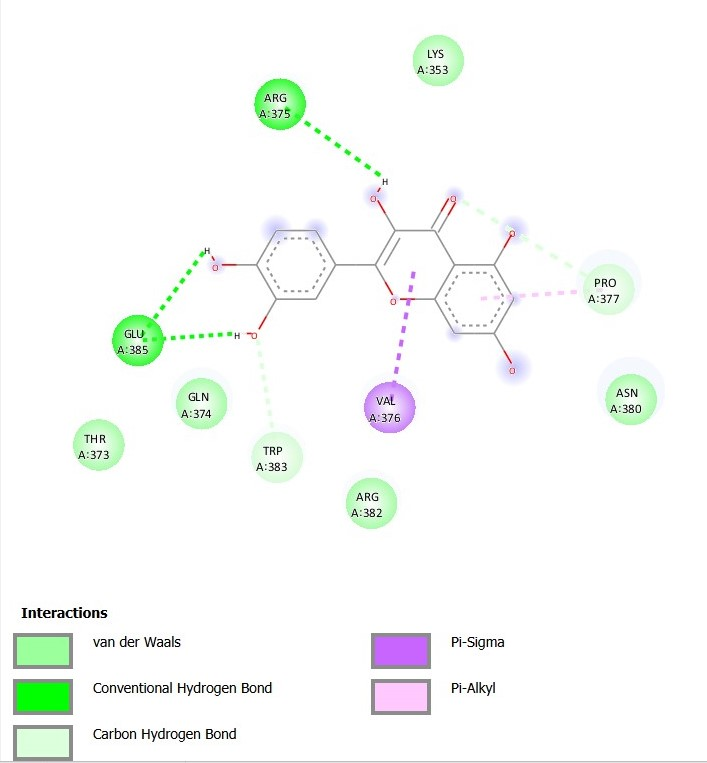 LYS
A:353
ARG
A:375
H
O
O
O
H
O
PRO
A:377
O
GLU
A:385
H
O
O
VAL
A:376
ASN
A:380
GLN
A:374
THR
A:373
TRP
A:383
ARG
A:382
Interactions
van der Waals
Pi-Sigma
Conventional Hydrogen Bond
Pi-Alkyl
Carbon Hydrogen Bond